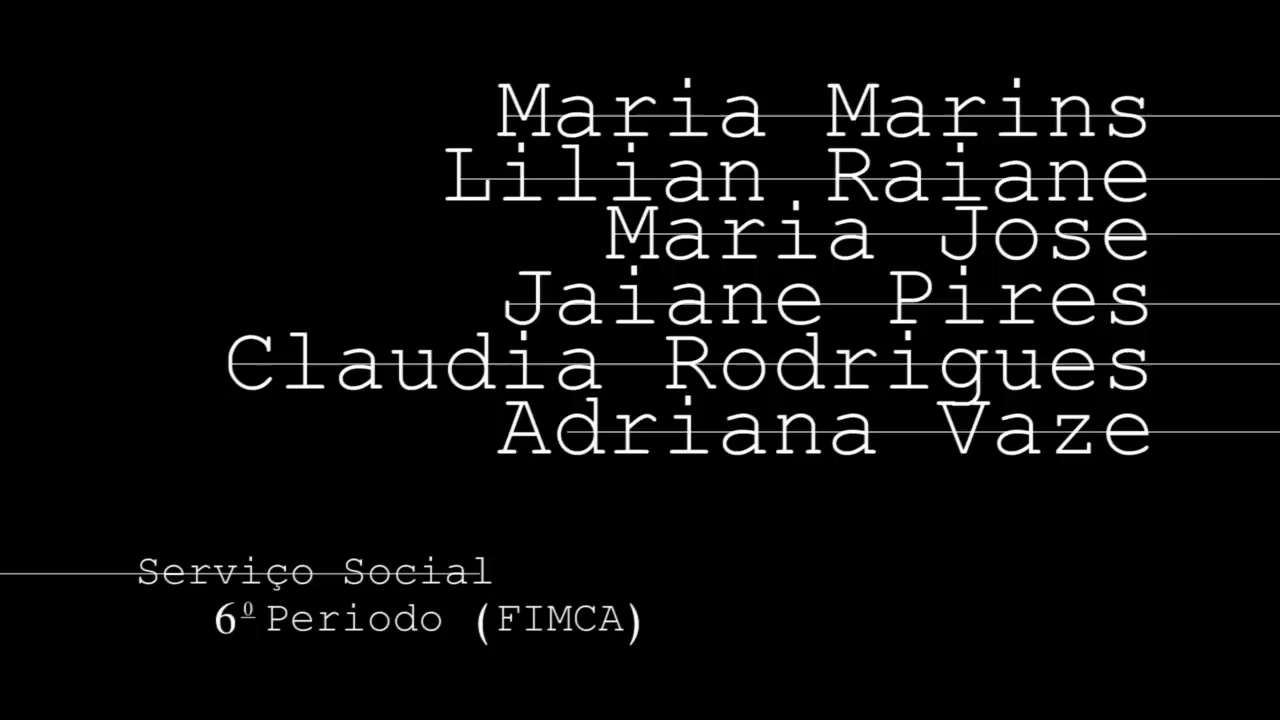 Maria Marins
Lilian Raiane
Maria Jose
Jaiane Pires
Claudia Rodrigues
Adriana Vaze
Serviço Social
6º Periodo (FIMCA)